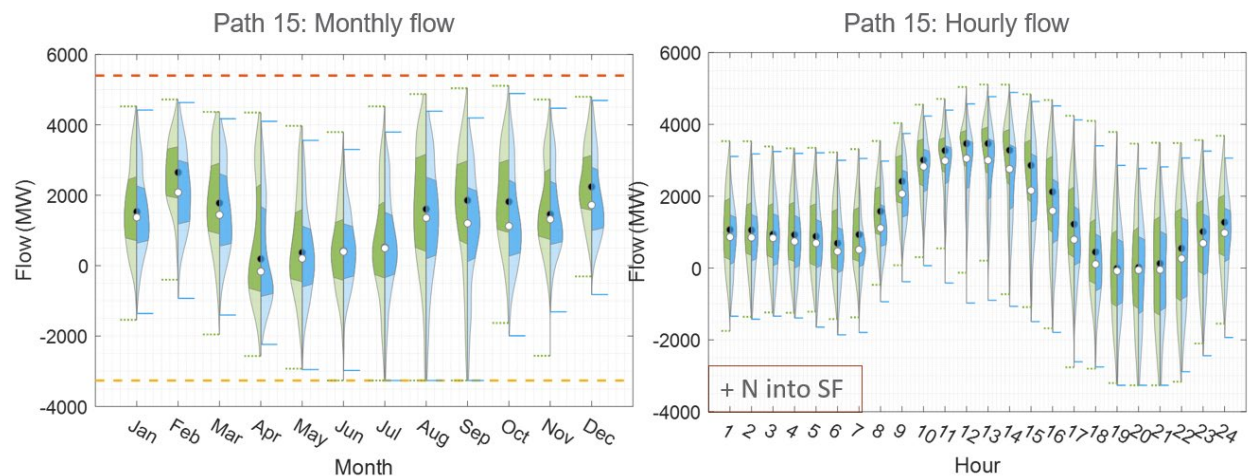 Path 15: Monthly flow
6000
4000
2000
0
-2000
-4000
Flow (MW)
Jan Feb Mar Apr May Jun Jul Aug Sep Oct Nov Dec
Month
Path 15: Hourly flow
6000
4000
2000
0
-2000
-4000
Flow (MW)
+ N into SF
1 2 3 4 5 6 7 8 9 10 11 12 13 14 15 16 17 18 19 20 21 22 23 24
Hour